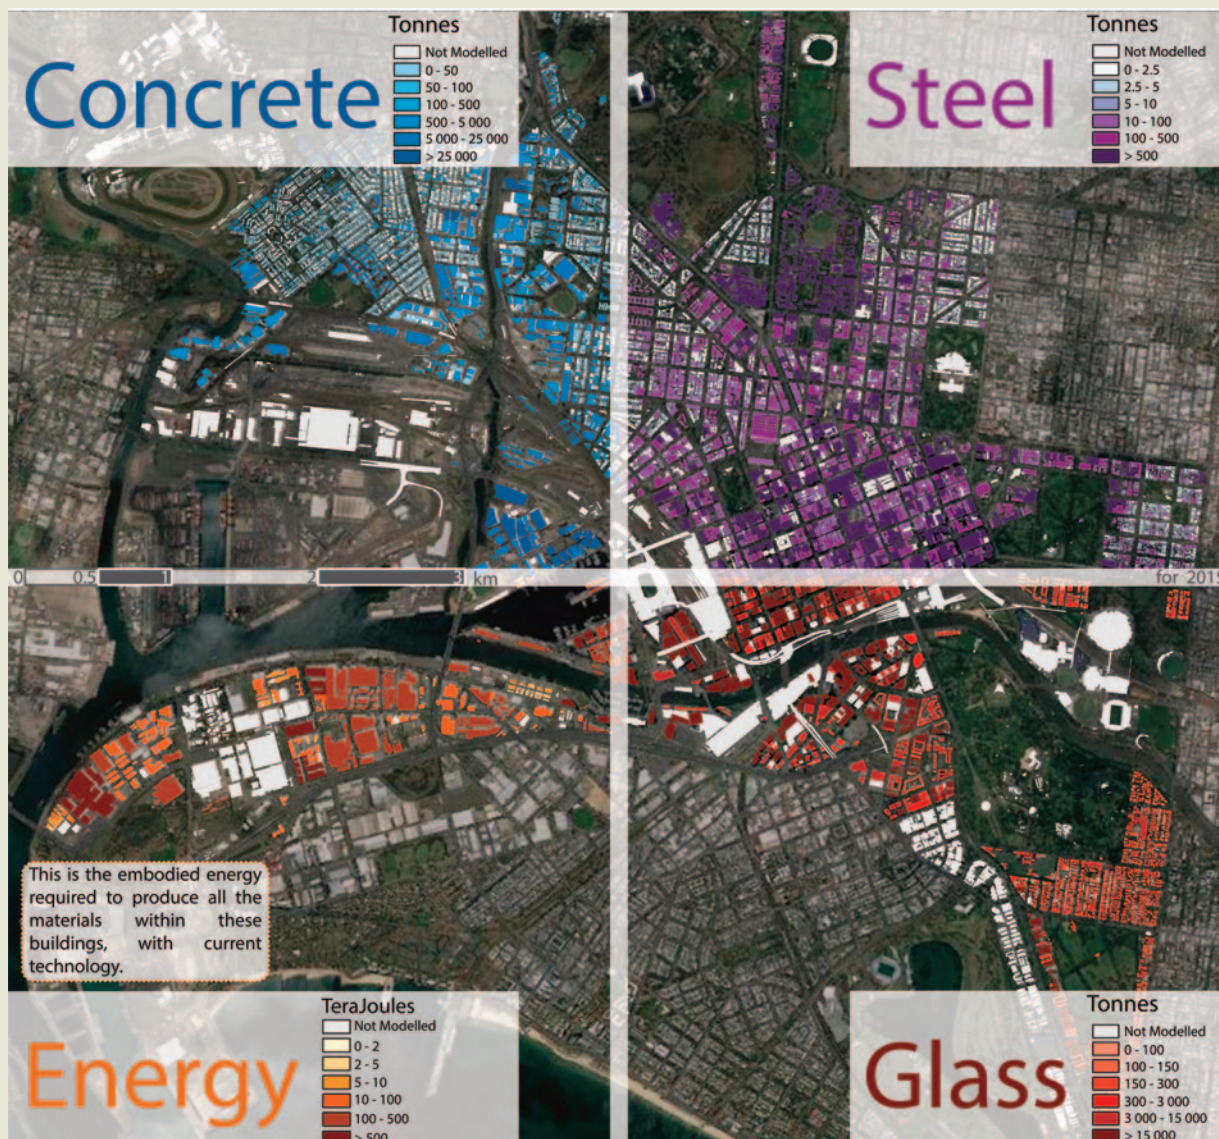 Concrete
Tonnes
Not Modelled
0 - 50
50 - 100
100 - 500
500 - 5 000
5 000 - 25 000
> 25 000
Steel
Tonnes
Not Modelled
0 - 2.5
2.5 - 5
5 - 10
10 - 100
100 - 500
> 500
0 0.5 1 2 3 km
for 2015
This is the embodied energy
required to produce all the
materials within these
buildings, with current
technology.
Energy
TeraJoules
Not Modelled
0 - 2
2 - 5
5 - 10
10 - 100
100 - 500
> 500
Glass
Tonnes
Not Modelled
0 - 100
100 - 150
150 - 300
300 - 3 000
3 000 - 15 000
> 15 000